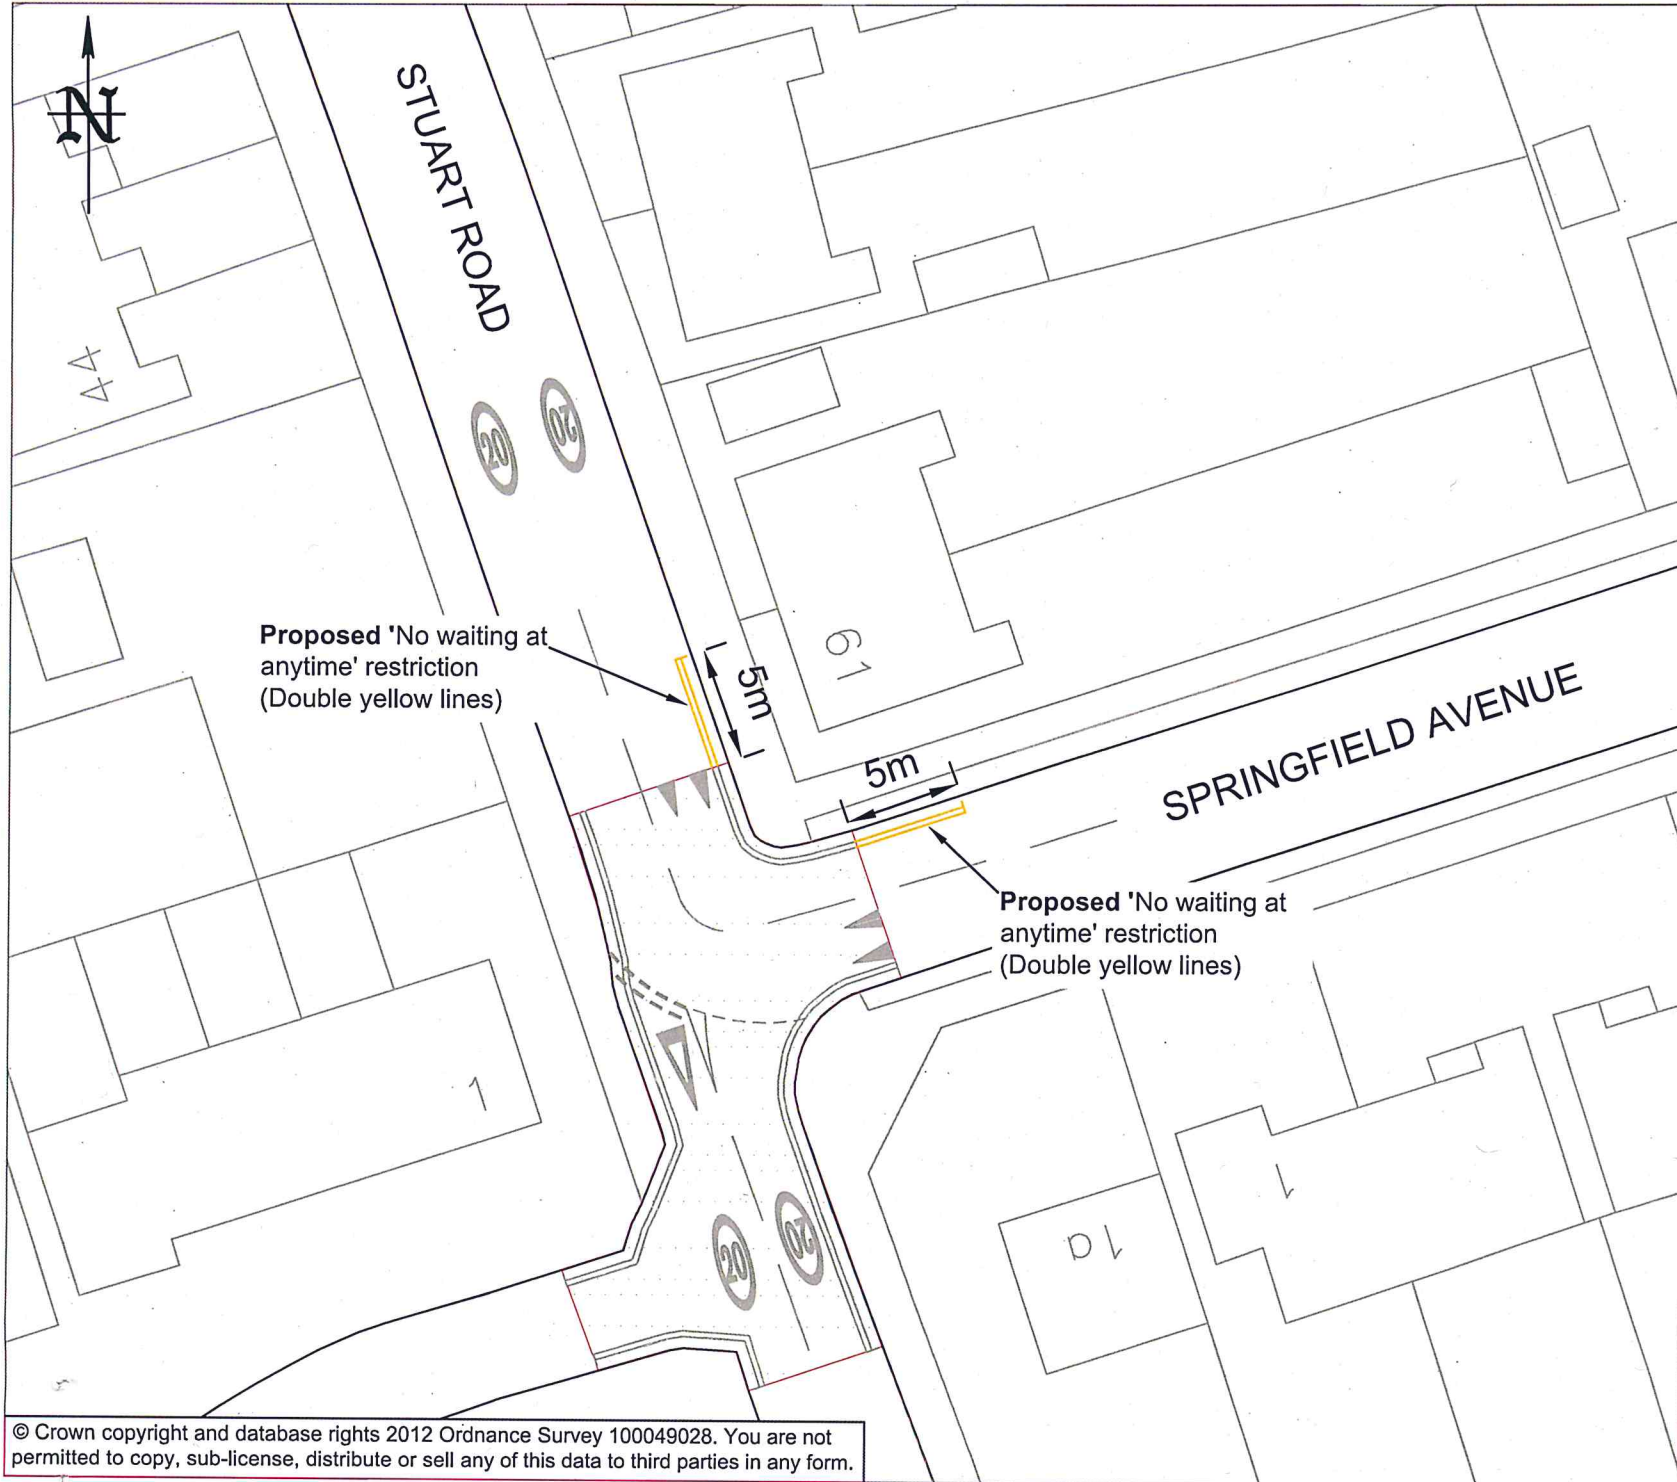 N
STUART ROAD
44
20
20
Proposed 'No waiting at
anytime' restriction
(Double yellow lines)
5m
61
5m
SPRINGFIELD AVENUE
Proposed 'No waiting at
anytime' restriction
(Double yellow lines)
1
1
1a
20
20
© Crown copyright and database rights 2012 Ordnance Survey 100049028. You are not
permitted to copy, sub-license, distribute or sell any of this data to third parties in any form.